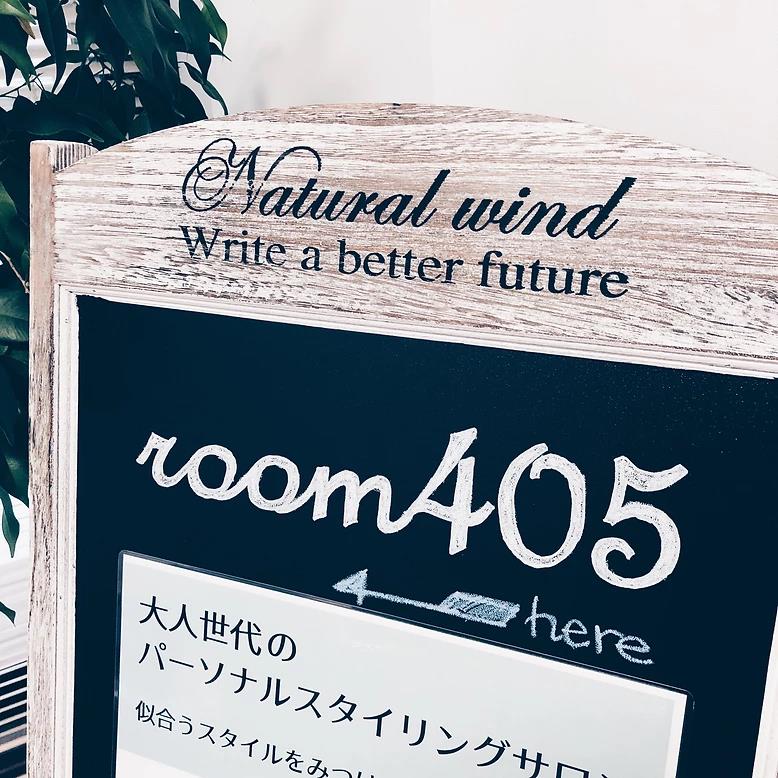 Natural wind
Write a better future
room405
here
大人世代の
パーソナルスタイリングサロ
似合うスタイルをみつけ